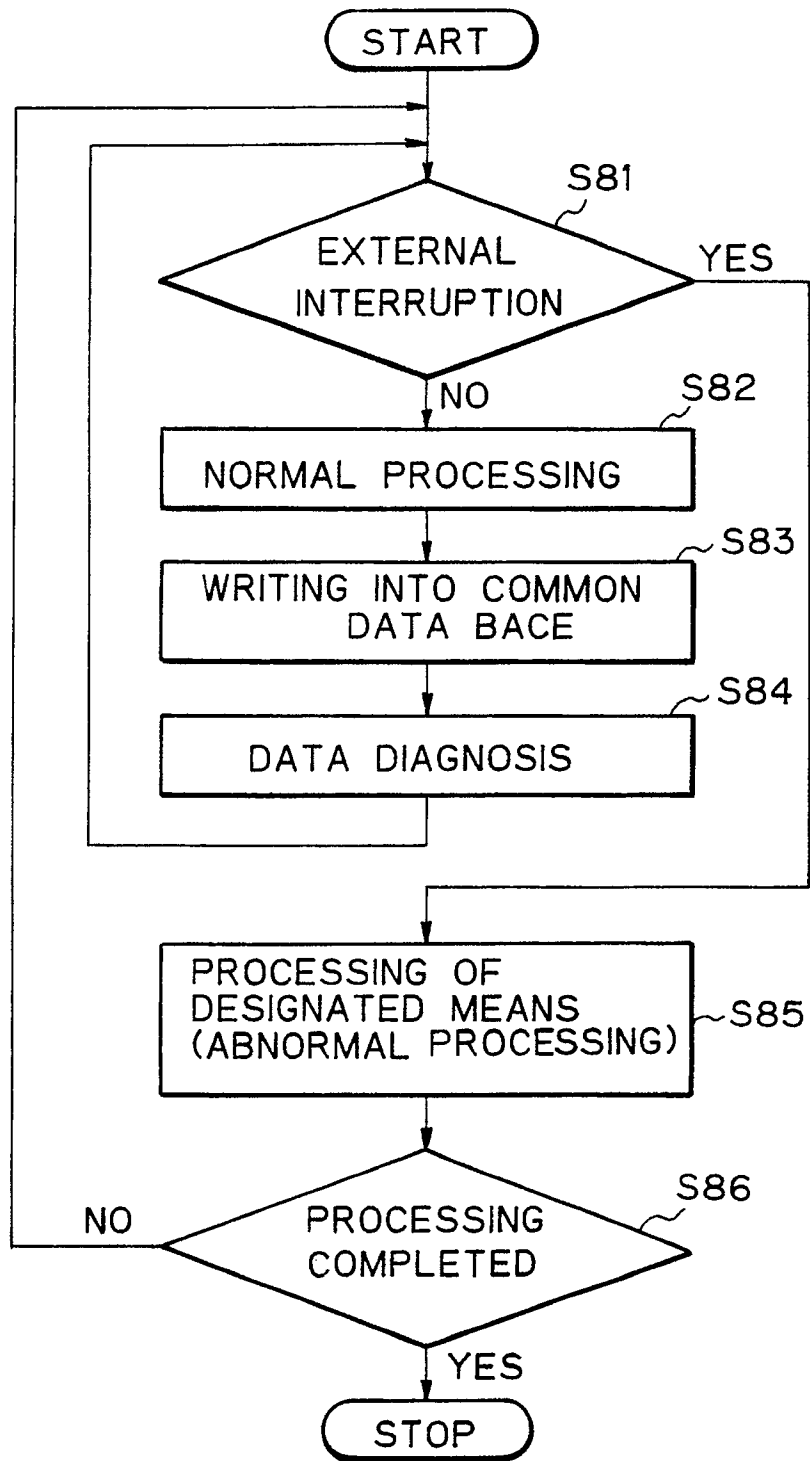 START
S81
EXTERNAL
INTERRUPTION
YES
NO
S82
NORMAL PROCESSING
S83
WRITING INTO COMMON
DATA BACE
S84
DATA DIAGNOSIS
PROCESSING OF
DESIGNATED MEANS
(ABNORMAL PROCESSING)
S85
S86
NO
PROCESSING
COMPLETED
YES
STOP